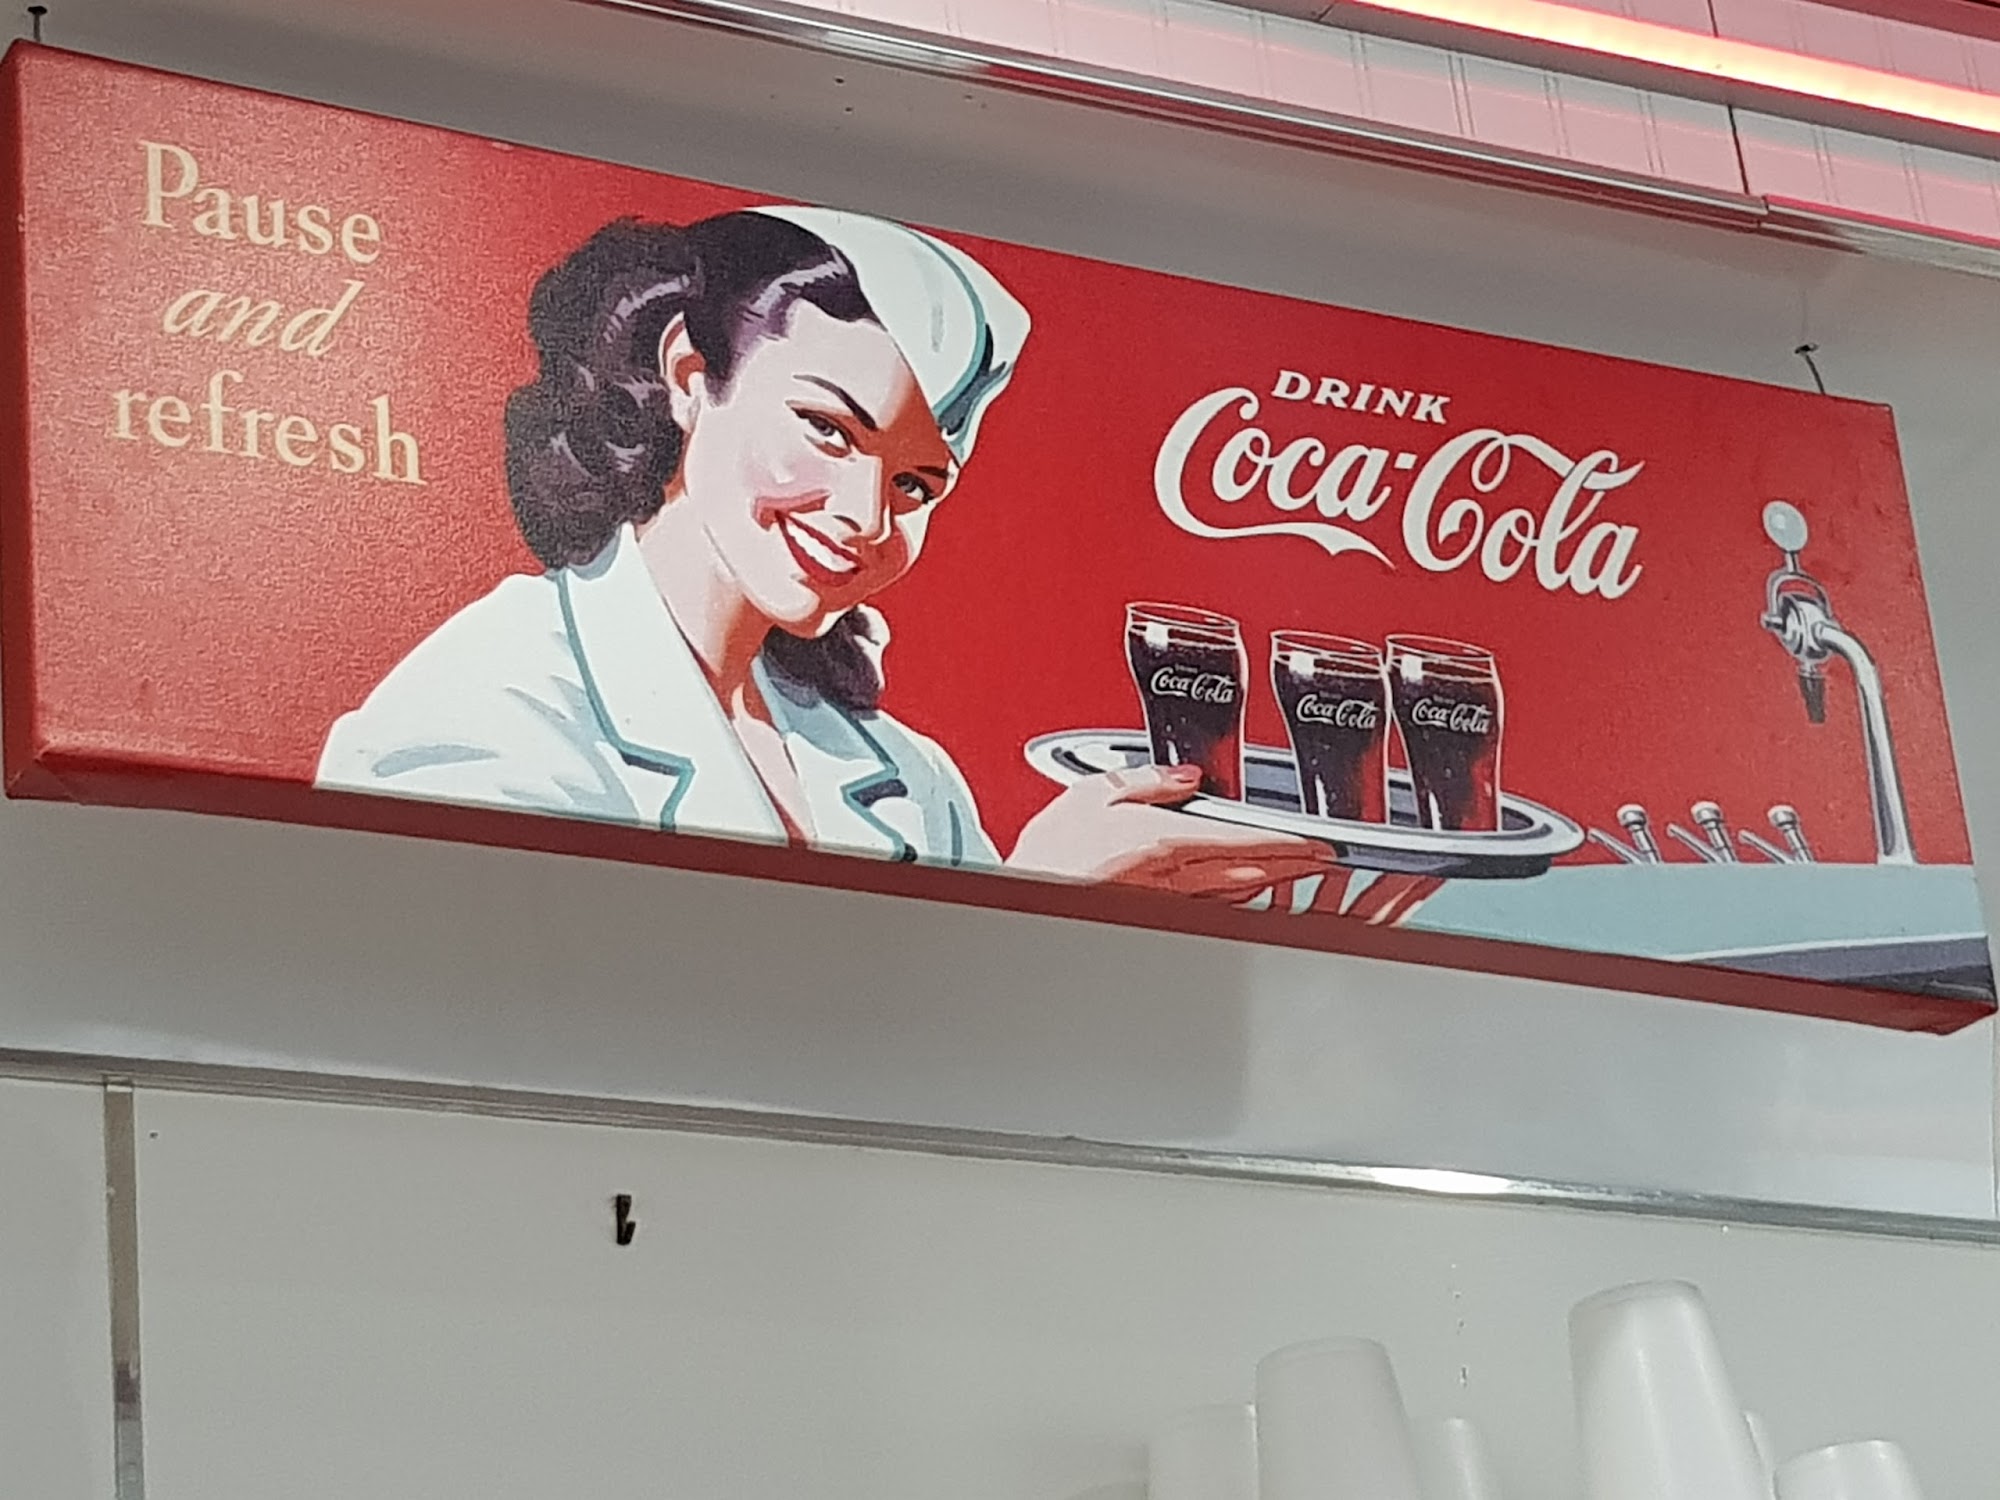 Pause
and
refresh
DRINK
Coca-Cola
Coca-Cola
Coca-Cola
Coca-Cola